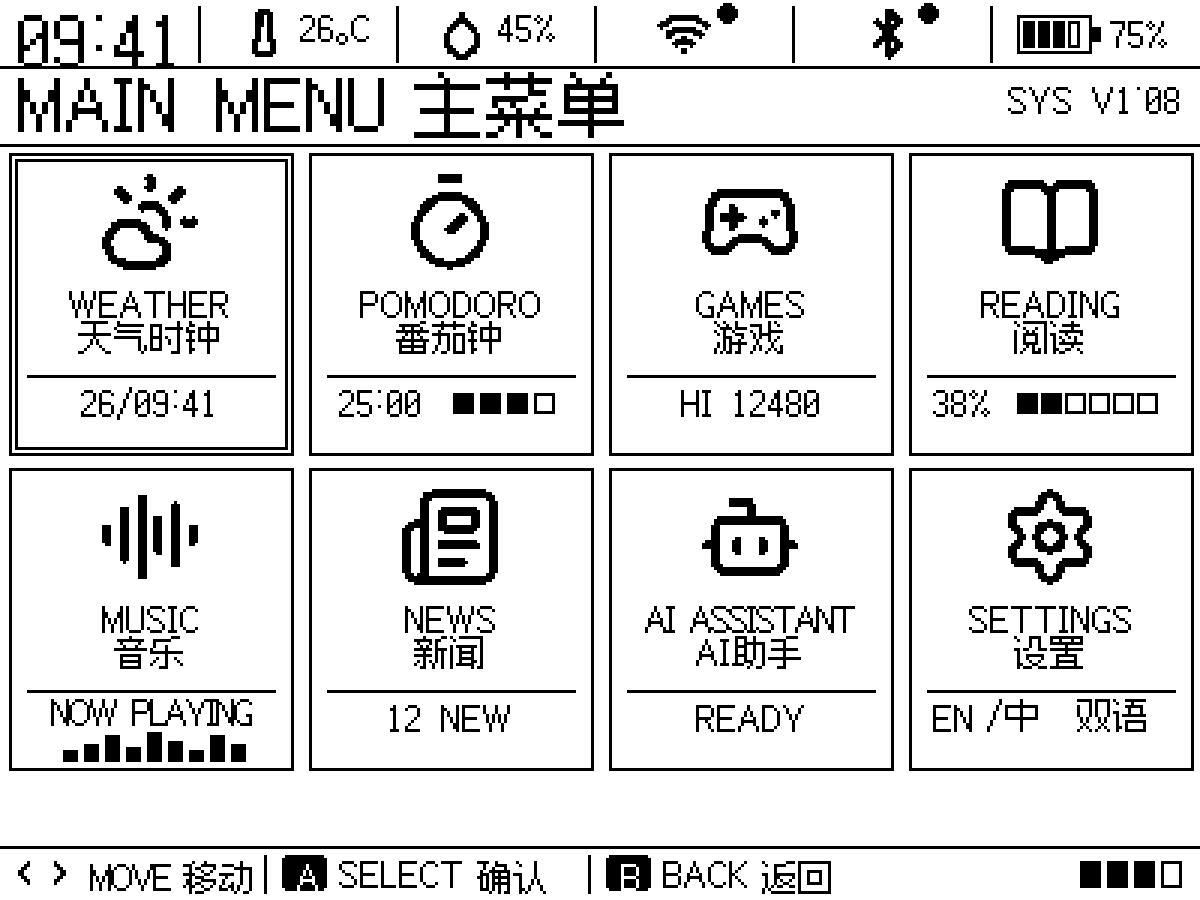 09:41 26°C 45% 75%
MAIN MENU 主菜单 SYS V1.08
WEATHER
天气时钟
26/09:41
POMODORO
番茄钟
25:00
GAMES
游戏
HI 12480
READING
阅读
38%
MUSIC
音乐
NOW PLAYING
NEWS
新闻
12 NEW
AI ASSISTANT
AI助手
READY
SETTINGS
设置
EN /中 双语
< > MOVE 移动 A SELECT 确认 B BACK 返回